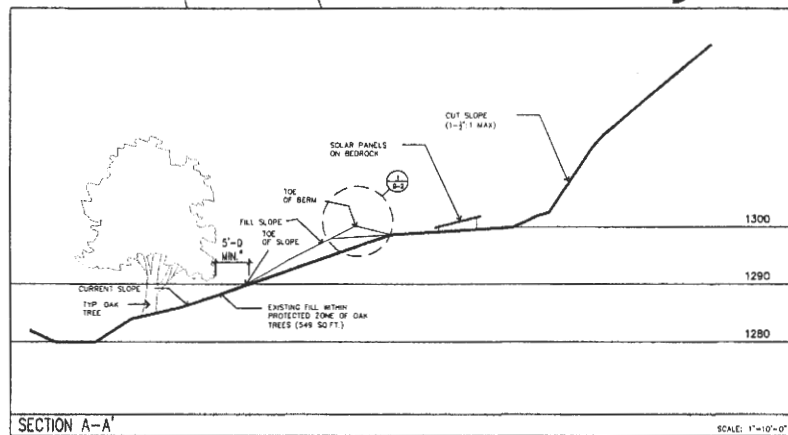 CUT SLOPE
(1-½":1 MAX)
SOLAR PANELS
ON BEDROCK
TOE
OF BERM
FILL SLOPE
TOE
OF SLOPE
5'-0
MIN.*
1300
1290
1280
CURRENT SLOPE
TYP OAK
TREE
EXISTING FILL WITHIN
PROTECTED ZONE OF OAK
TREES (549 SQ FT.)
SECTION A-A'
SCALE: 1"=10'-0"